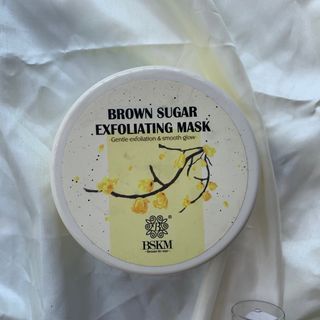 BROWN SUGAR
EXFOLIATING MASK
Gentle exfoliation & smooth glow
®
BSKM